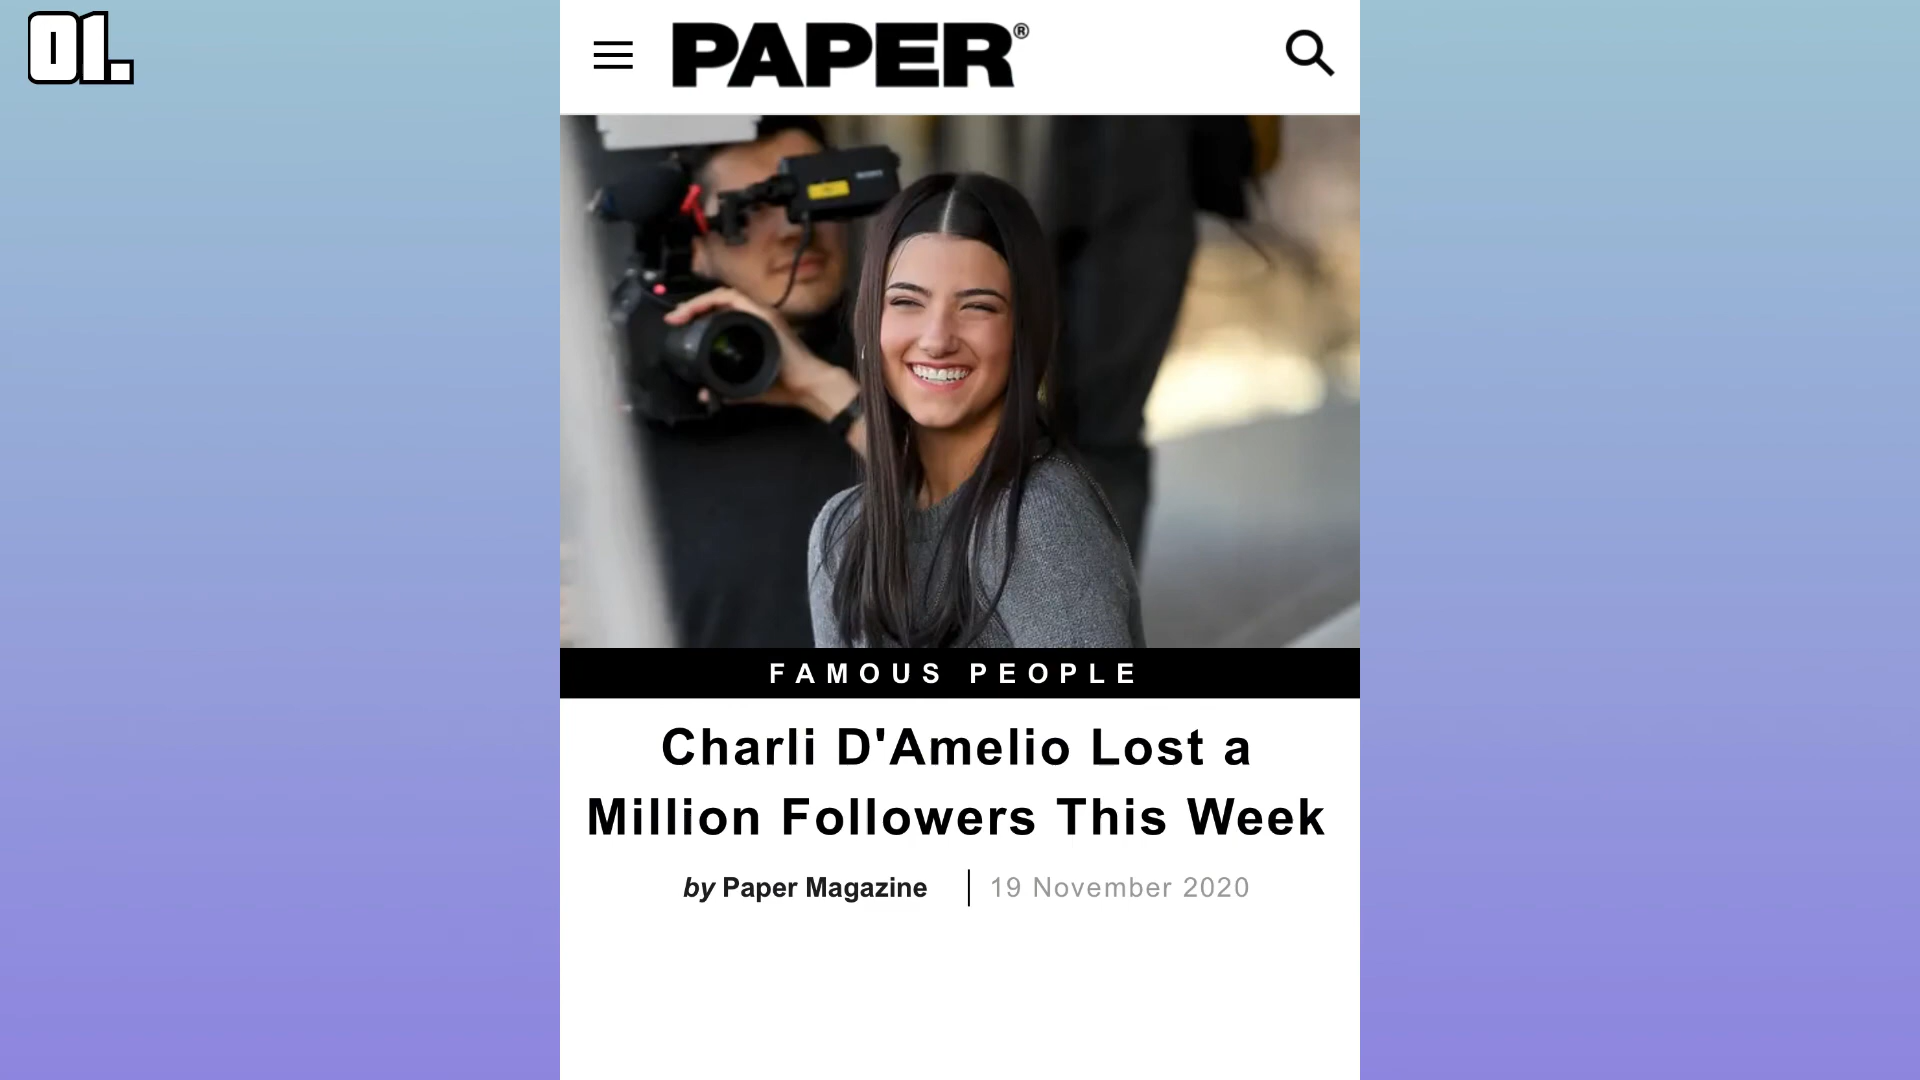 01.
PAPER®
FAMOUS PEOPLE
Charli D'Amelio Lost a
Million Followers This Week
by Paper Magazine | 19 November 2020